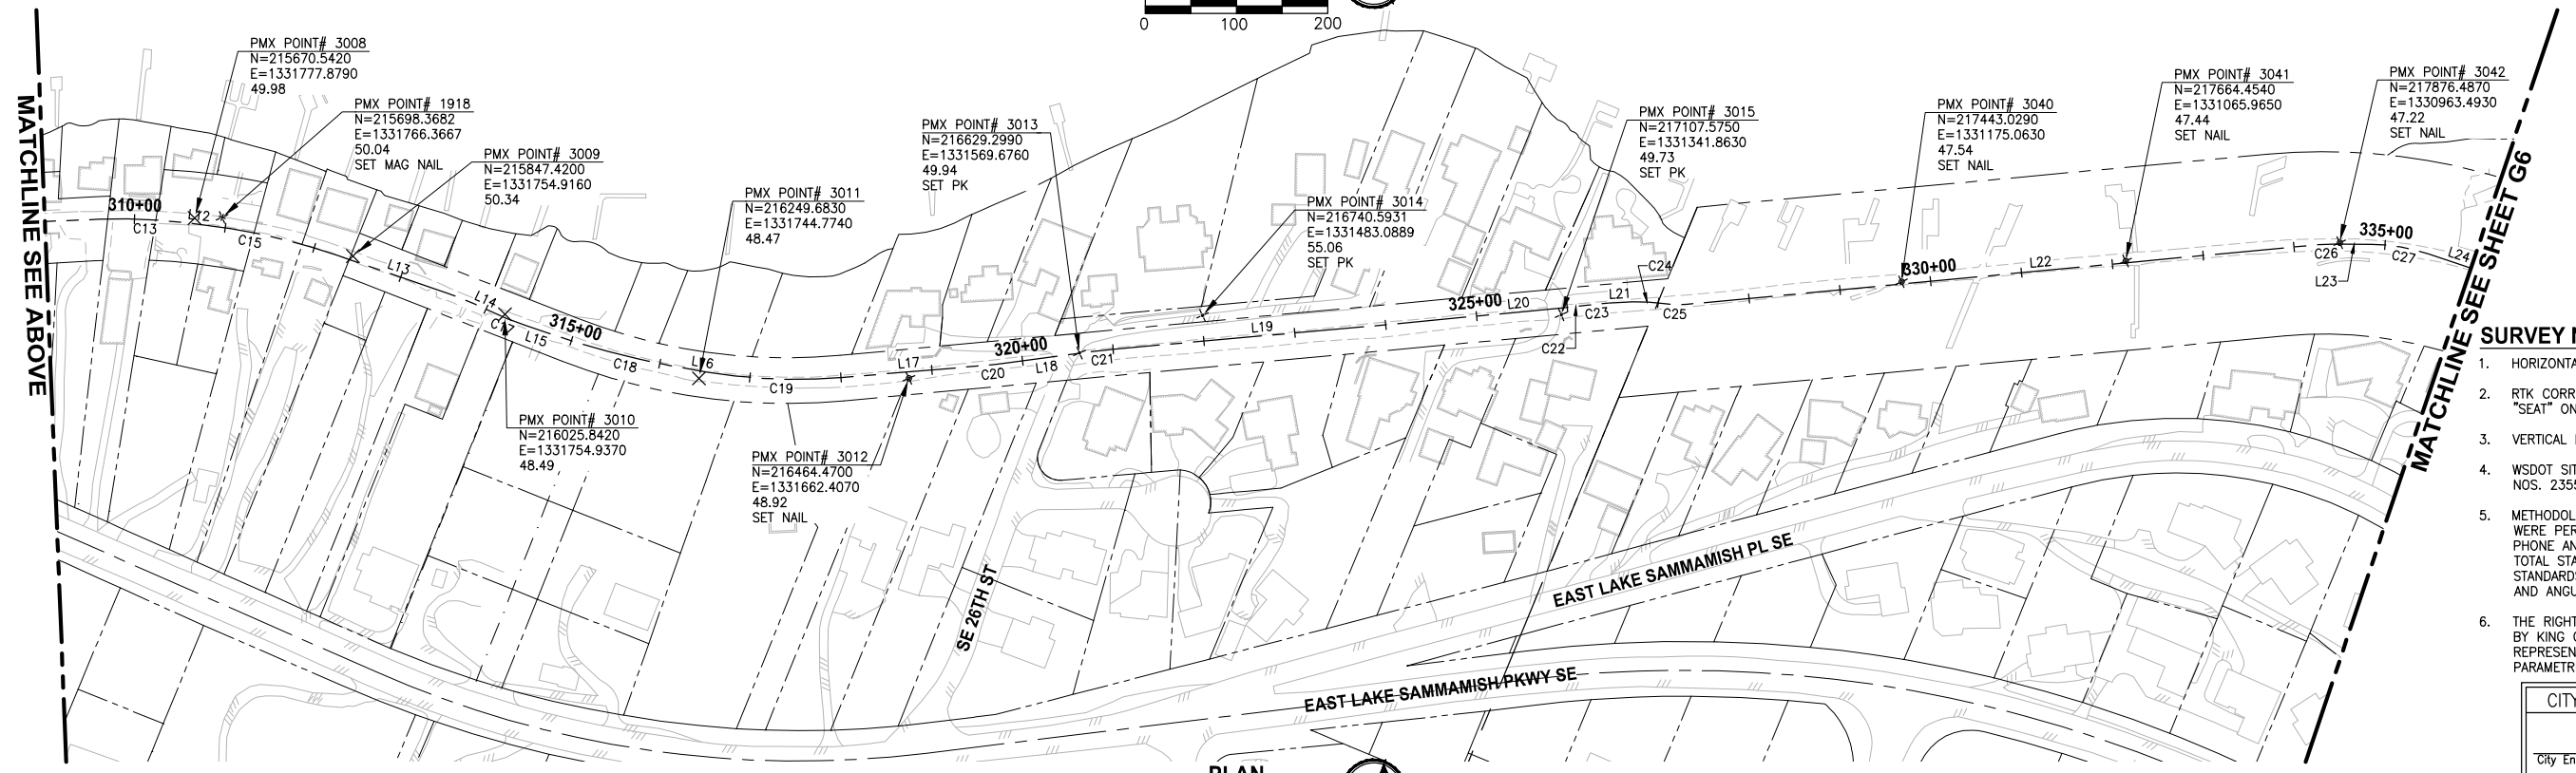 0 100 200
MATCHLINE SEE ABOVE
PMX POINT# 3008
N=215670.5420
E=1331777.8790
49.98
PMX POINT# 1918
N=215698.3682
E=1331766.3667
50.04
SET MAG NAIL
PMX POINT# 3009
N=215847.4200
E=1331754.9160
50.34
PMX POINT# 3011
N=216249.6830
E=1331744.7740
48.47
PMX POINT# 3013
N=216629.2990
E=1331569.6760
49.94
SET PK
PMX POINT# 3014
N=216740.5931
E=1331483.0889
55.06
SET PK
PMX POINT# 3015
N=217107.5750
E=1331341.8630
49.73
SET PK
PMX POINT# 3040
N=217443.0290
E=1331175.0630
47.54
SET NAIL
PMX POINT# 3041
N=217664.4540
E=1331065.9650
47.44
SET NAIL
PMX POINT# 3042
N=217876.4870
E=1330963.4930
47.22
SET NAIL
310+00
C13
L12
C15
L13
L14
C17
L15
315+00
C18
L16
C19
L17
C20
320+00
L18
C21
L19
325+00
L20
C22
C23
L21
C24
C25
330+00
L22
C26
L23
335+00
C27
L24
PMX POINT# 3010
N=216025.8420
E=1331754.9370
48.49
PMX POINT# 3012
N=216464.4700
E=1331662.4070
48.92
SET NAIL
SE 26TH ST
EAST LAKE SAMMAMISH PL SE
EAST LAKE SAMMAMISH PKWY SE
MATCHLINE SEE SHEET G6
SURVEY
1. HORIZONTA
2. RTK CORR
"SEAT" ON
3. VERTICAL
4. WSDOT SIT
NOS. 235
5. METHODOL
WERE PER
PHONE AN
TOTAL STA
STANDARD
AND ANGU
6. THE RIGHT
BY KING
REPRESEN
PARAMETR
CITY
City En
PLAN